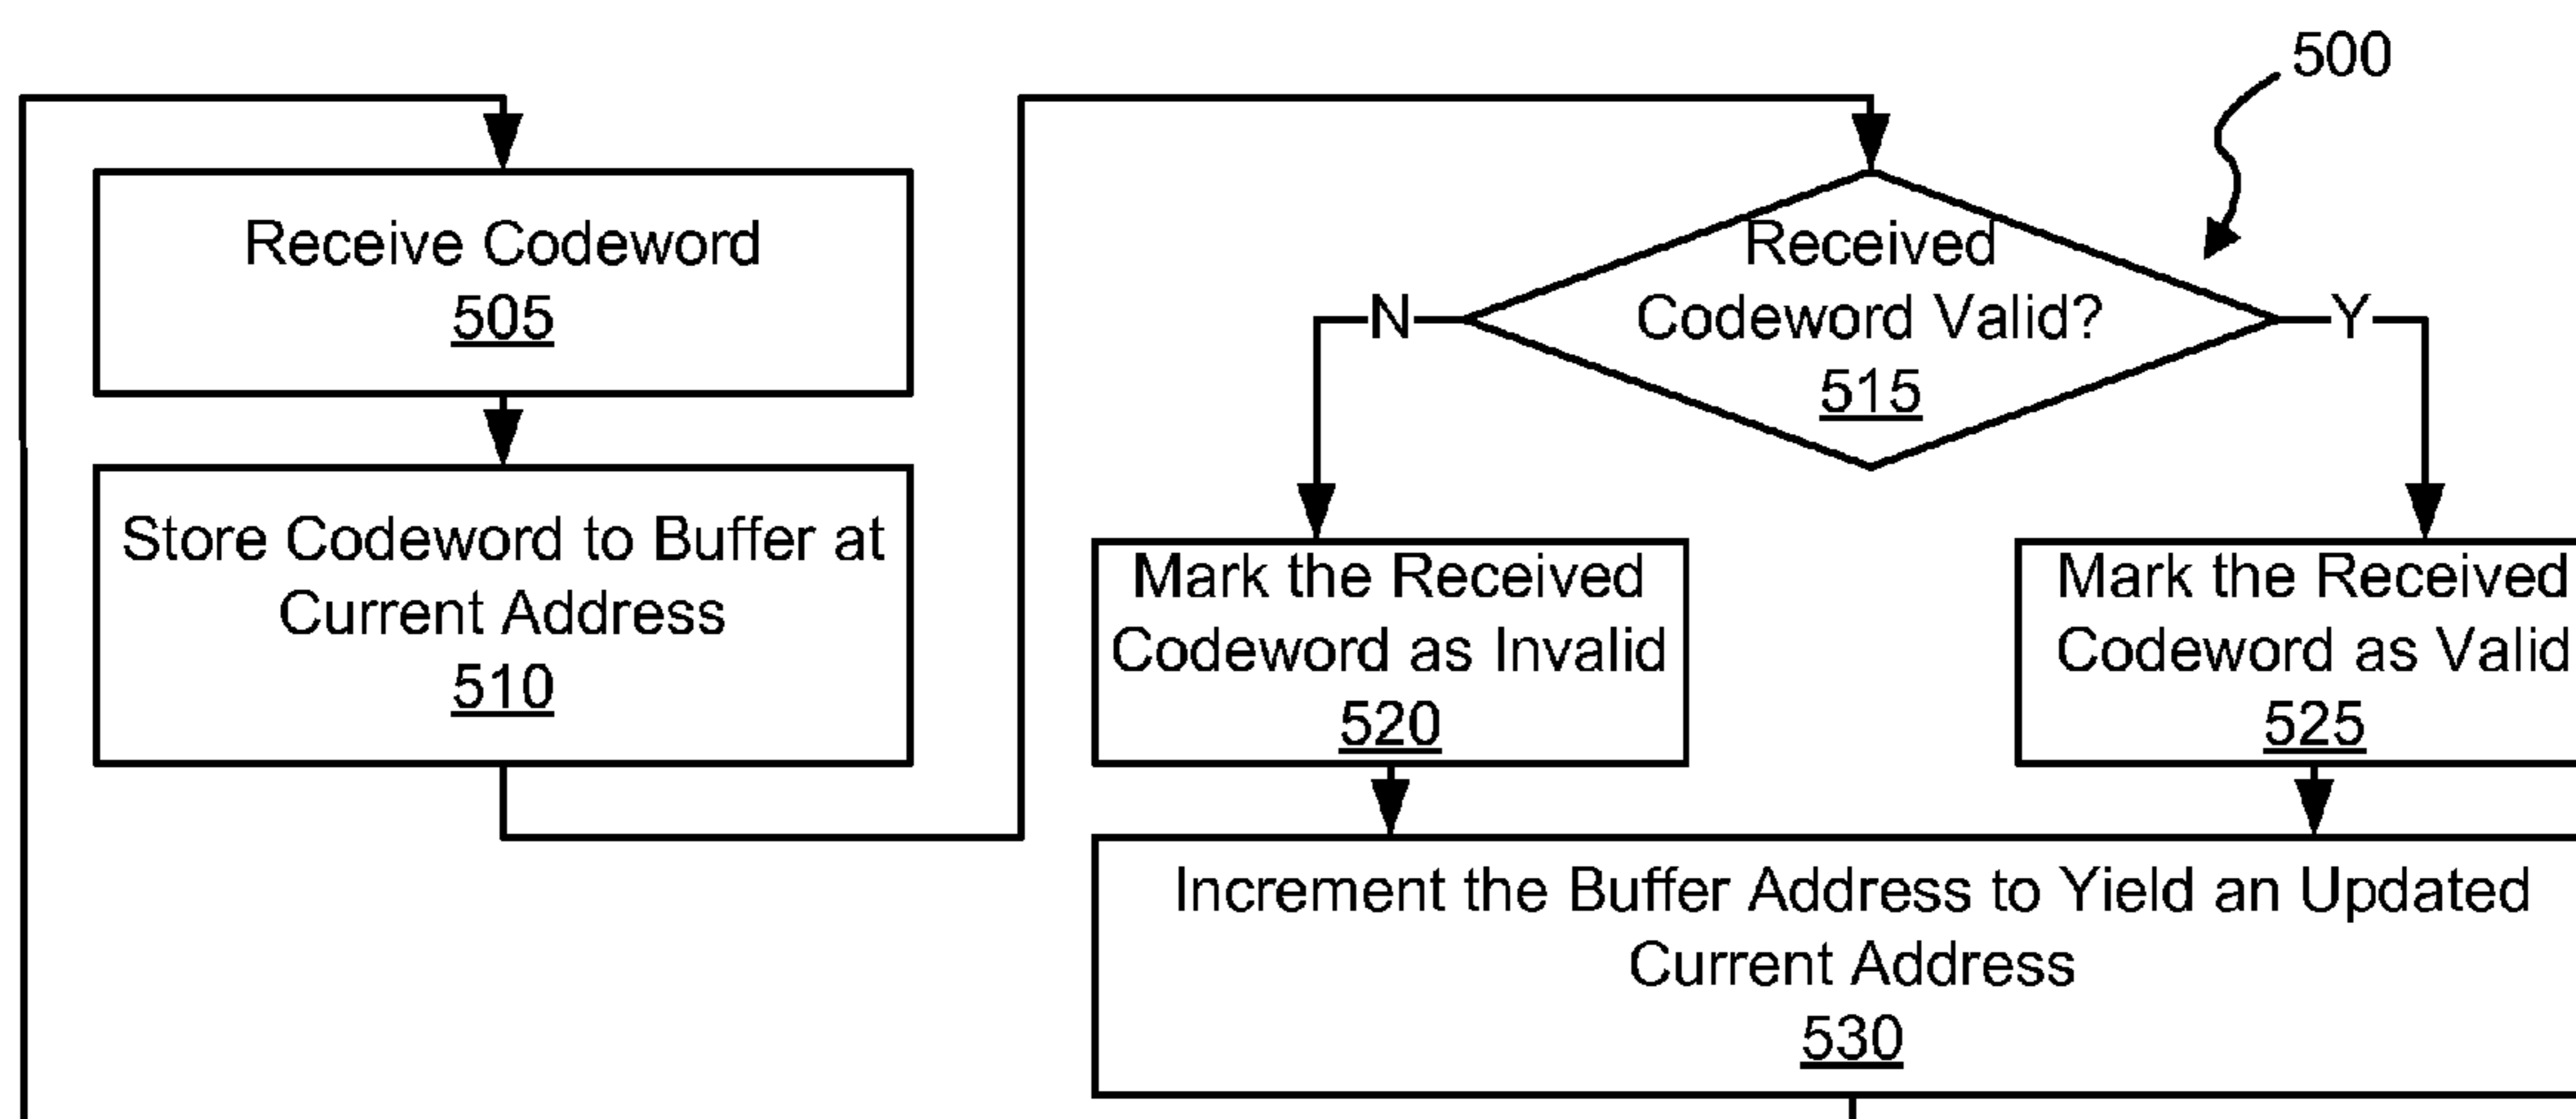 500
Receive Codeword
505
Store Codeword to Buffer at
Current Address
510
Received
Codeword Valid?
515
N
Y
Mark the Received
Codeword as Invalid
520
Mark the Received
Codeword as Valid
525
Increment the Buffer Address to Yield an Updated
Current Address
530